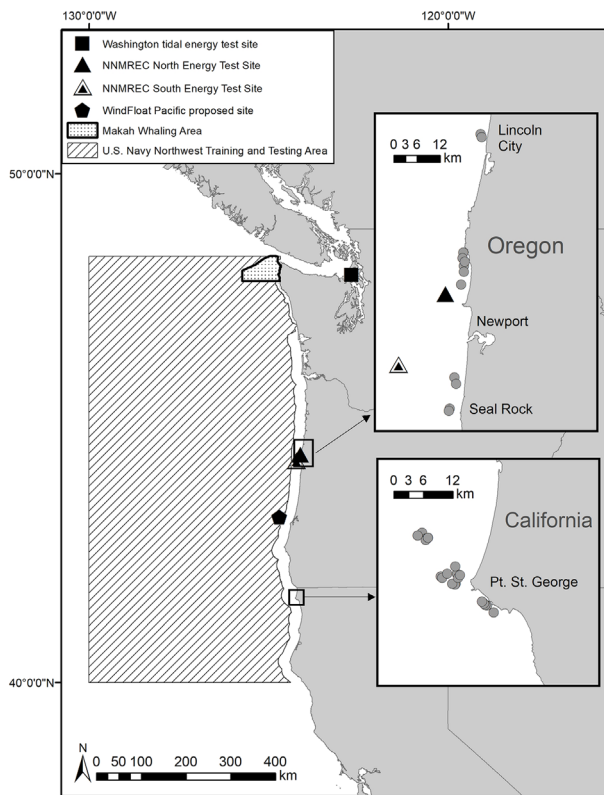 130°0'0"W
120°0'0"W
Washington tidal energy test site
NNMREC North Energy Test Site
NNMREC South Energy Test Site
WindFloat Pacific proposed site
Makah Whaling Area
U.S. Navy Northwest Training and Testing Area
50°0'0"N
0 3 6 12
km
Lincoln
City
Oregon
Newport
Seal Rock
0 3 6 12
km
California
Pt. St. George
40°0'0"N
N
0 50 100 200 300 400
km